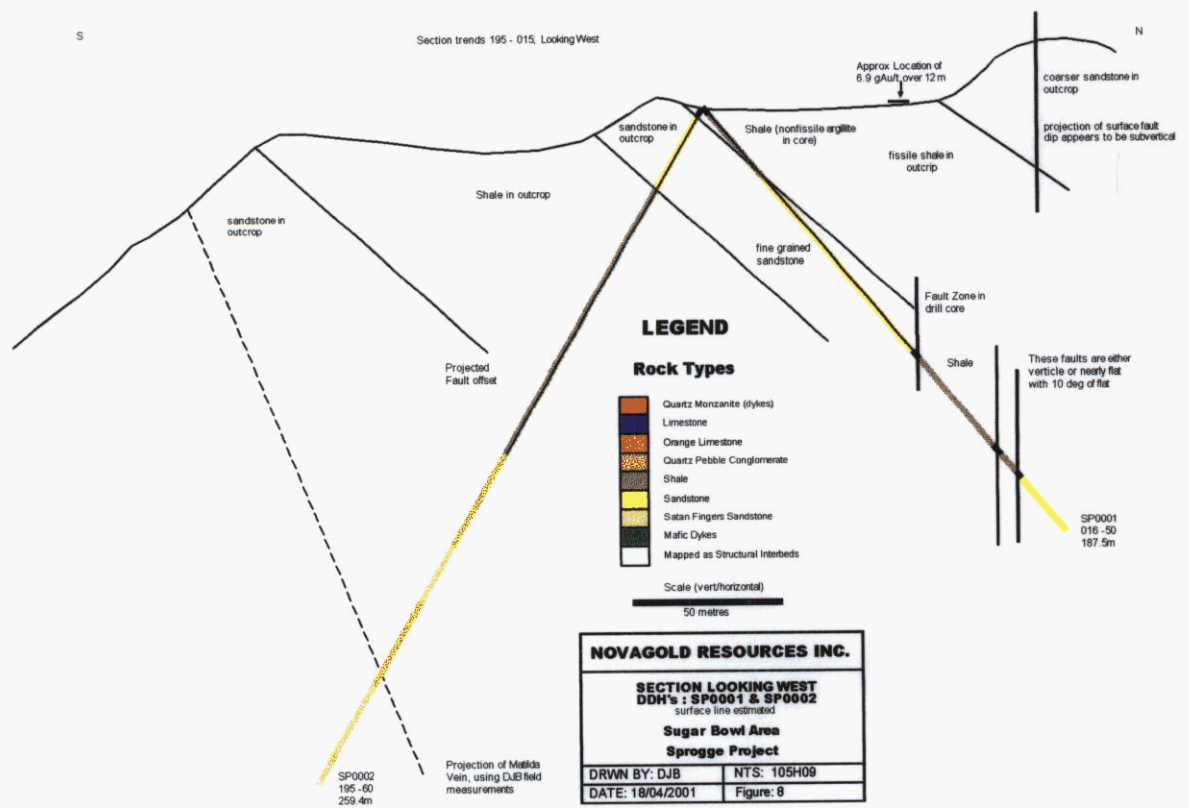 S
Section trends 195 - 015; Looking West
N
Approx Location of
6.9 gAu/t over 12 m
coarser sandstone in
outcrop
projection of surface fault
dip appears to be subvertical
sandstone in
outcrop
Shale (nonfissile argillite
in core)
fissile shale in
outcrip
Shale in outcrop
sandstone in
outcrop
fine grained
sandstone
Fault Zone in
drill core
Shale
These faults are either
verticle or nearly flat
with 10 deg of flat
Projected
Fault offset
LEGEND
Rock Types
Quartz Monzanite (dykes)
Limestone
Orange Limestone
Quartz Pebble Conglomerate
Shale
Sandstone
Satan Fingers Sandstone
Mafic Dykes
Mapped as Structural Interbeds
Scale (vert/horizontal)
50 metres
SP0001
016 -50
187.5m
NOVAGOLD RESOURCES INC.
SECTION LOOKING WEST
DDH's : SP0001 & SP0002
surface line estimated
Sugar Bowl Area
Sprogge Project
DRWN BY: DJB
NTS: 105H09
DATE: 18/04/2001
Figure: 8
SP0002
195 -60
259.4m
Projection of Matilda
Vein, using DJB field
measurements